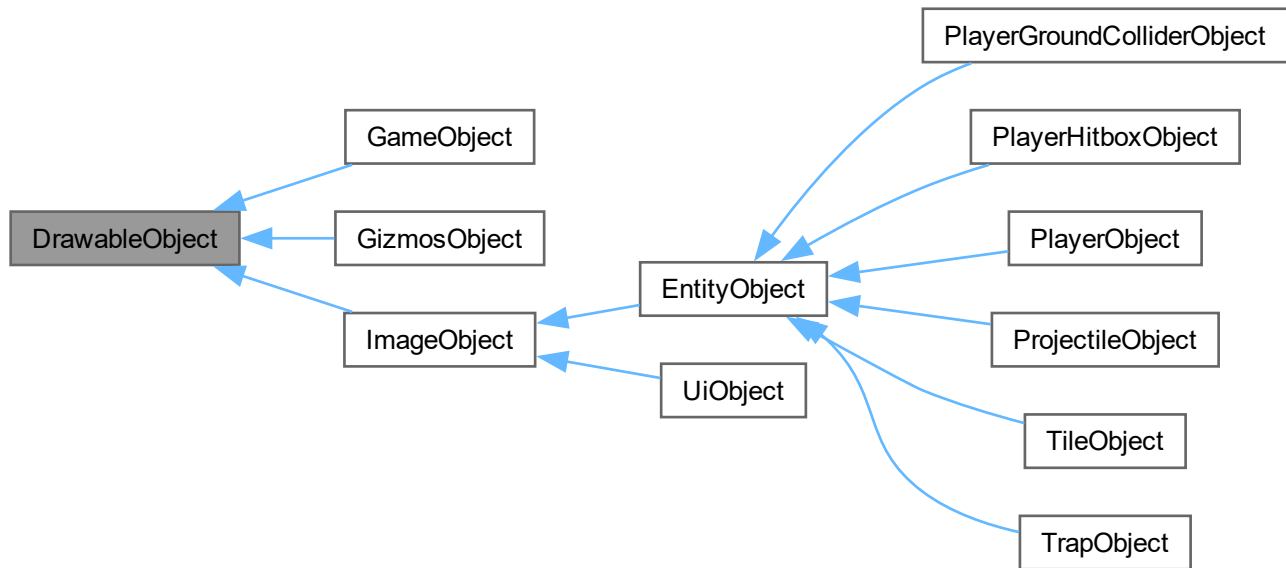 DrawableObject
GameObject
GizmosObject
ImageObject
EntityObject
UiObject
PlayerGroundColliderObject
PlayerHitboxObject
PlayerObject
ProjectileObject
TileObject
TrapObject